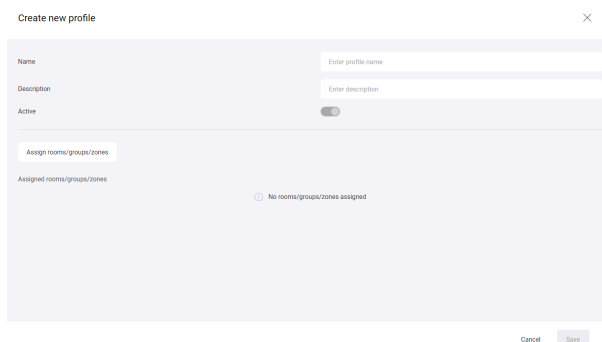 Create new profile
Name
Enter profile name
Description
Enter description
Active
Assign rooms/groups/zones
Assigned rooms/groups/zones
No rooms/groups/zones assigned
Cancel
Save